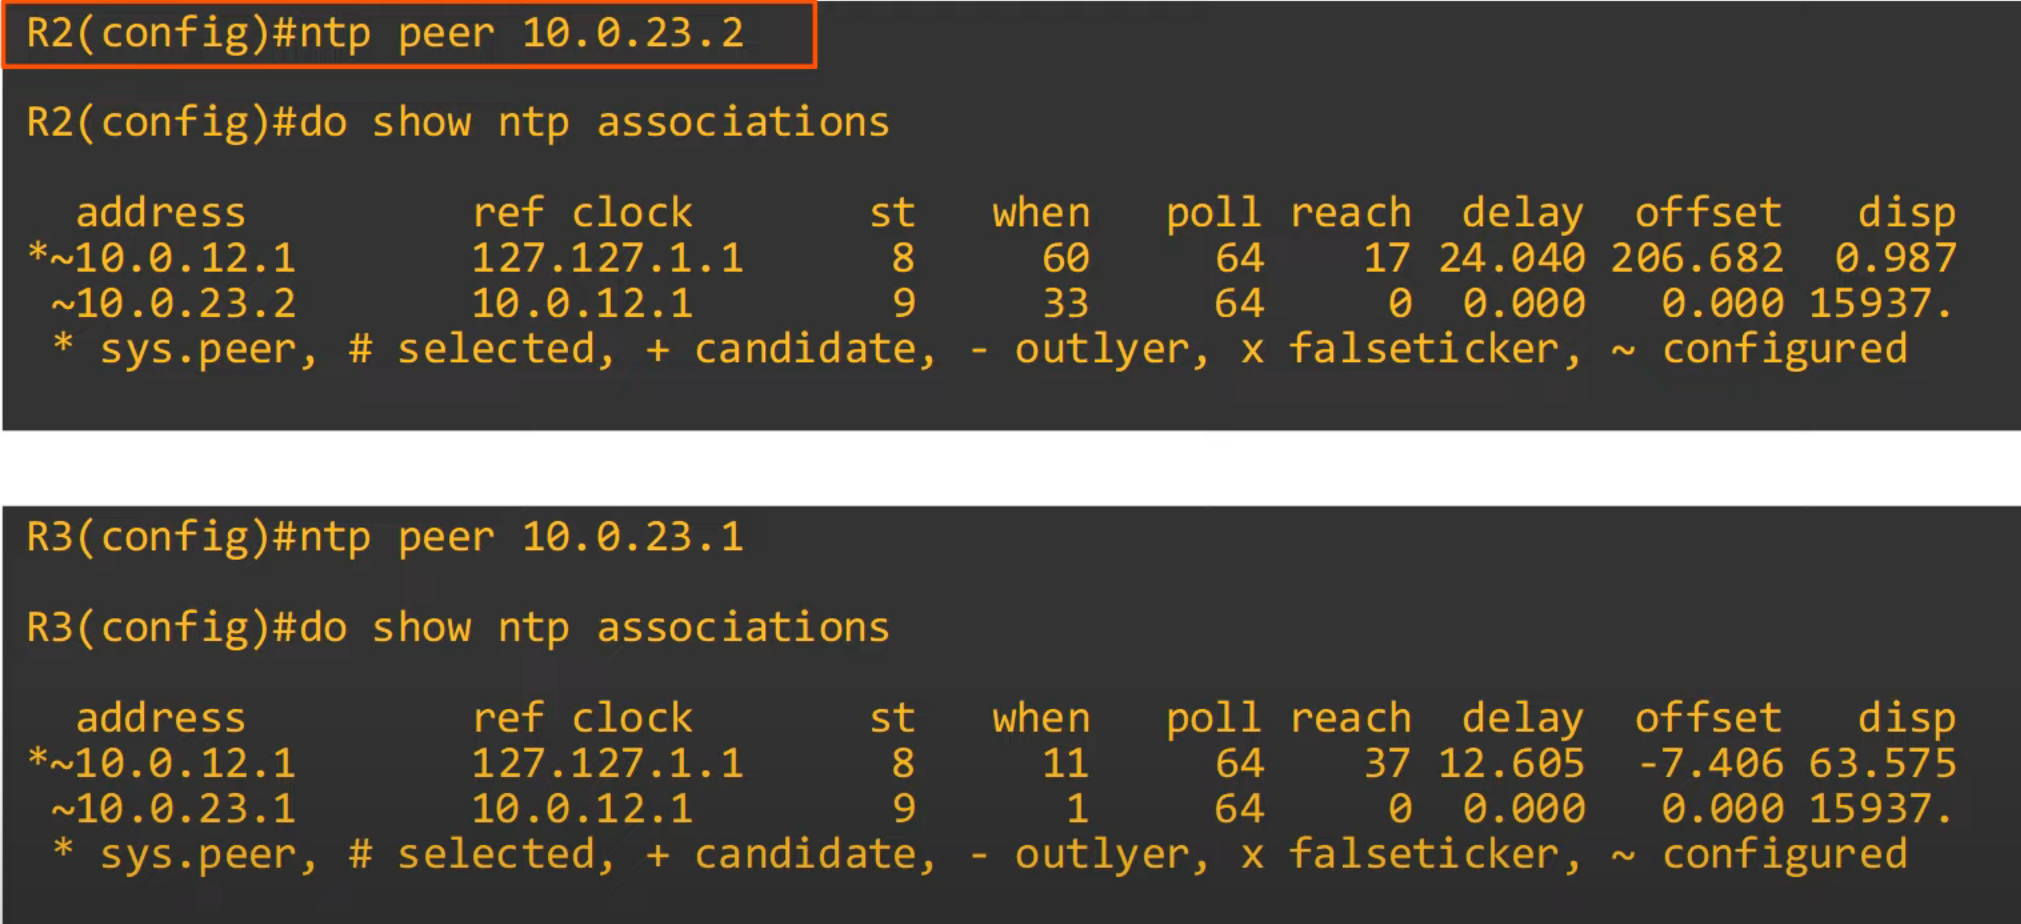 R2(config)#ntp peer 10.0.23.2
R2(config)#do show ntp associations
address ref clock st when poll reach delay offset disp
*~10.0.12.1 127.127.1.1 8 60 64 17 24.040 206.682 0.987
~10.0.23.2 10.0.12.1 9 33 64 0 0.000 0.000 15937.
* sys.peer, # selected, + candidate, - outlyer, x falseticker, ~ configured
R3(config)#ntp peer 10.0.23.1
R3(config)#do show ntp associations
address ref clock st when poll reach delay offset disp
*~10.0.12.1 127.127.1.1 8 11 64 37 12.605 -7.406 63.575
~10.0.23.1 10.0.12.1 9 1 64 0 0.000 0.000 15937.
* sys.peer, # selected, + candidate, - outlyer, x falseticker, ~ configured